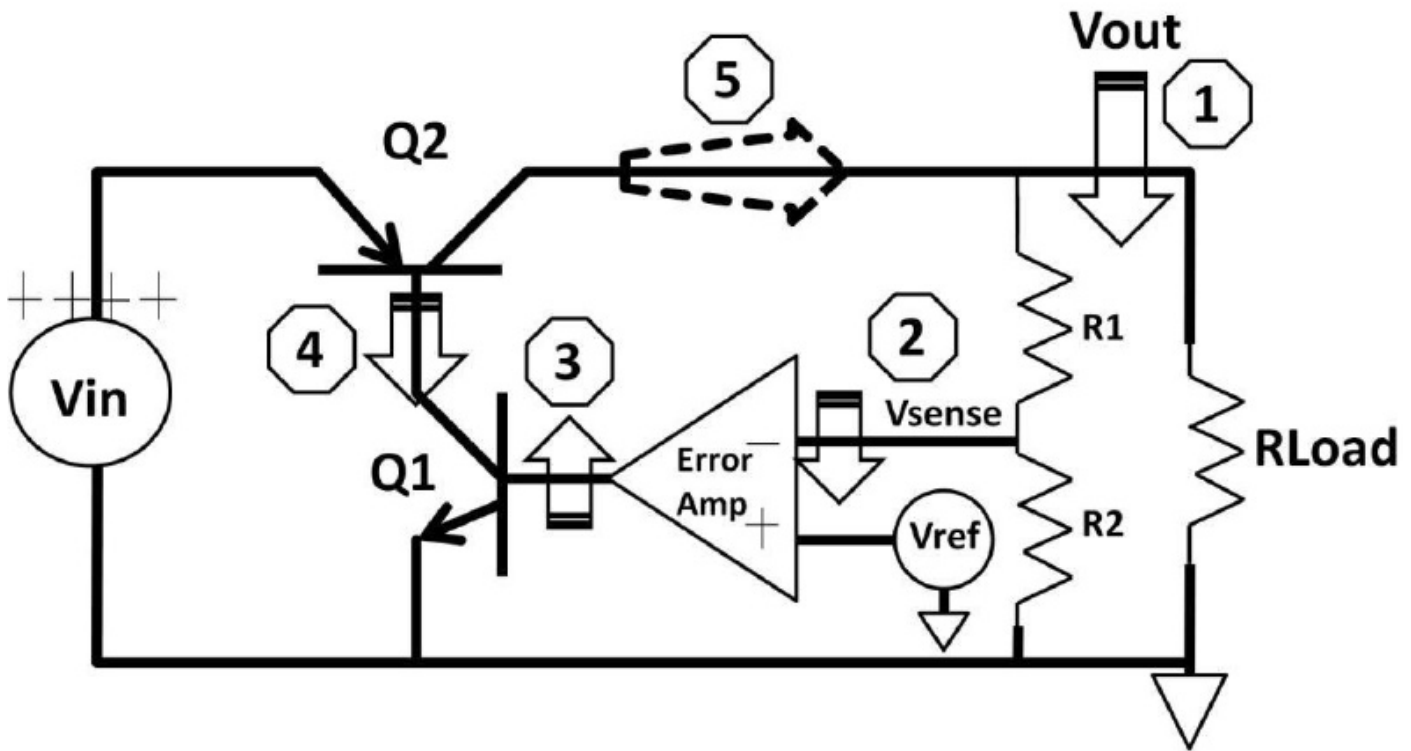 Vout
5
1
Q2
+ + + +
4
3
2
R1
Vin
Vsense
Error
Amp
−
+
Q1
RLoad
Vref
R2